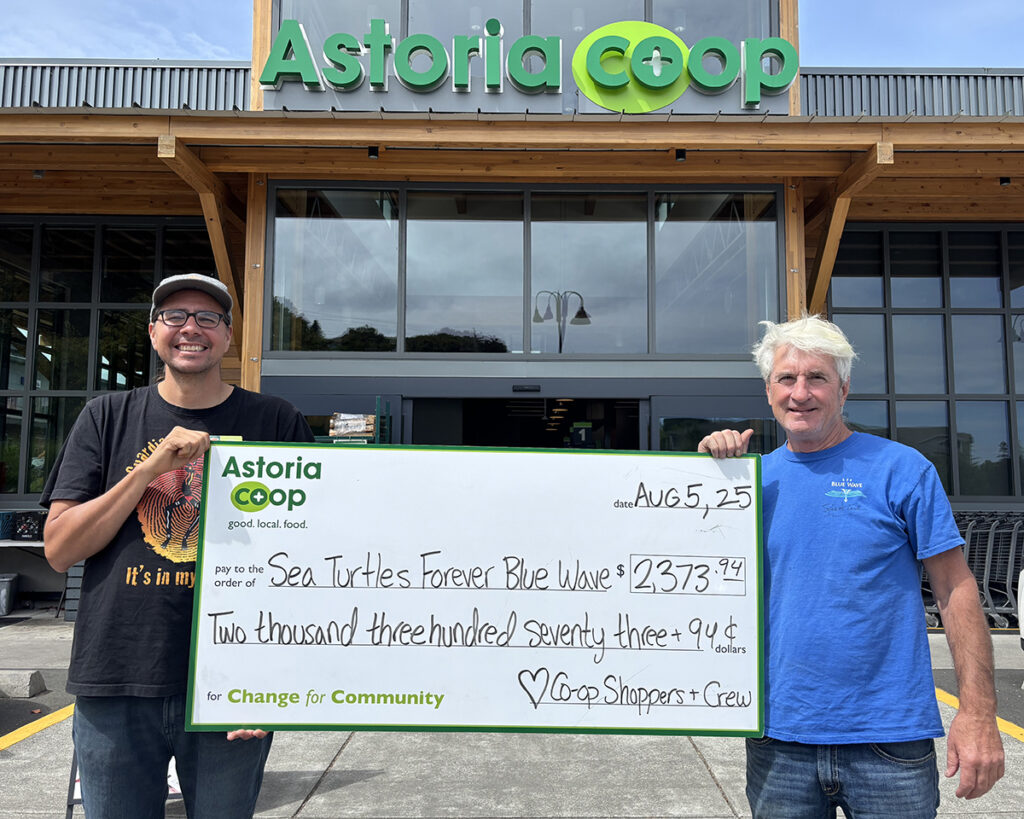 Astoria coop
Astoria
coop
good. local. food.
date AUG 5, 25
pay to the
order of Sea Turtles Forever Blue Wave $ 2,373.94
Two thousand three hundred seventy three + 94¢ dollars
for Change for Community
♡ Co-op Shoppers + Crew
It's in my
BLUE WAVE
1